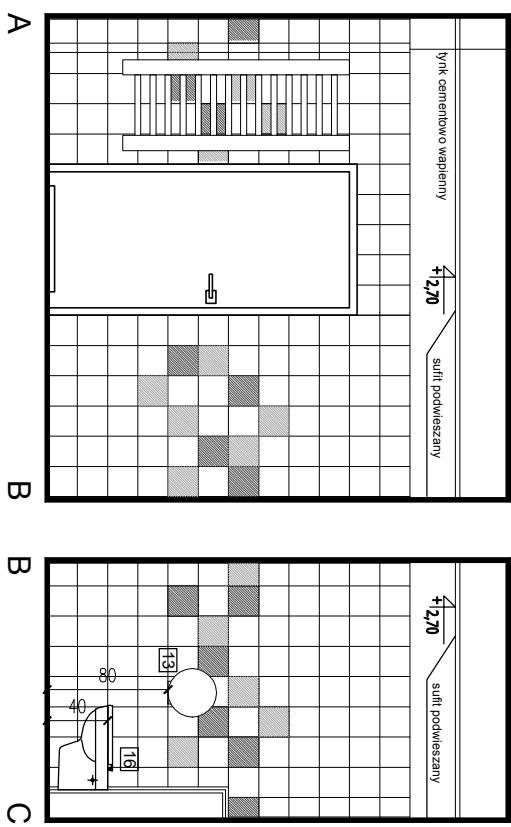 A
B
tynk cementowo wapienny
+2,70
sufit podwieszany
B
C
+2,70
sufit podwieszany
13
80
40
16